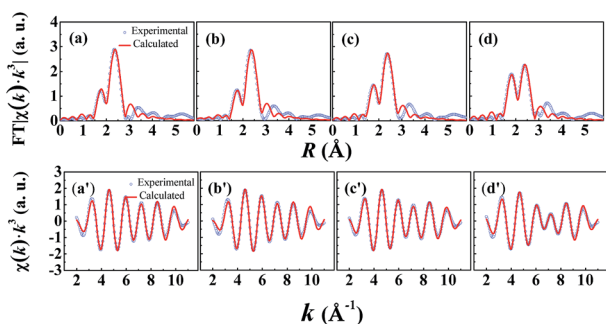 (a) Experimental Calculated (b) (c) (d)
FT|χ(k)·k³| (a. u.)
4
3
2
1
0
0 1 2 3 4 5 0 1 2 3 4 5 0 1 2 3 4 5 0 1 2 3 4 5
R (Å)
(a') Experimental Calculated (b') (c') (d')
χ(k)·k³ (a. u.)
3
2
1
0
-1
-2
-3
2 4 6 8 10 2 4 6 8 10 2 4 6 8 10 2 4 6 8 10
k (Å⁻¹)